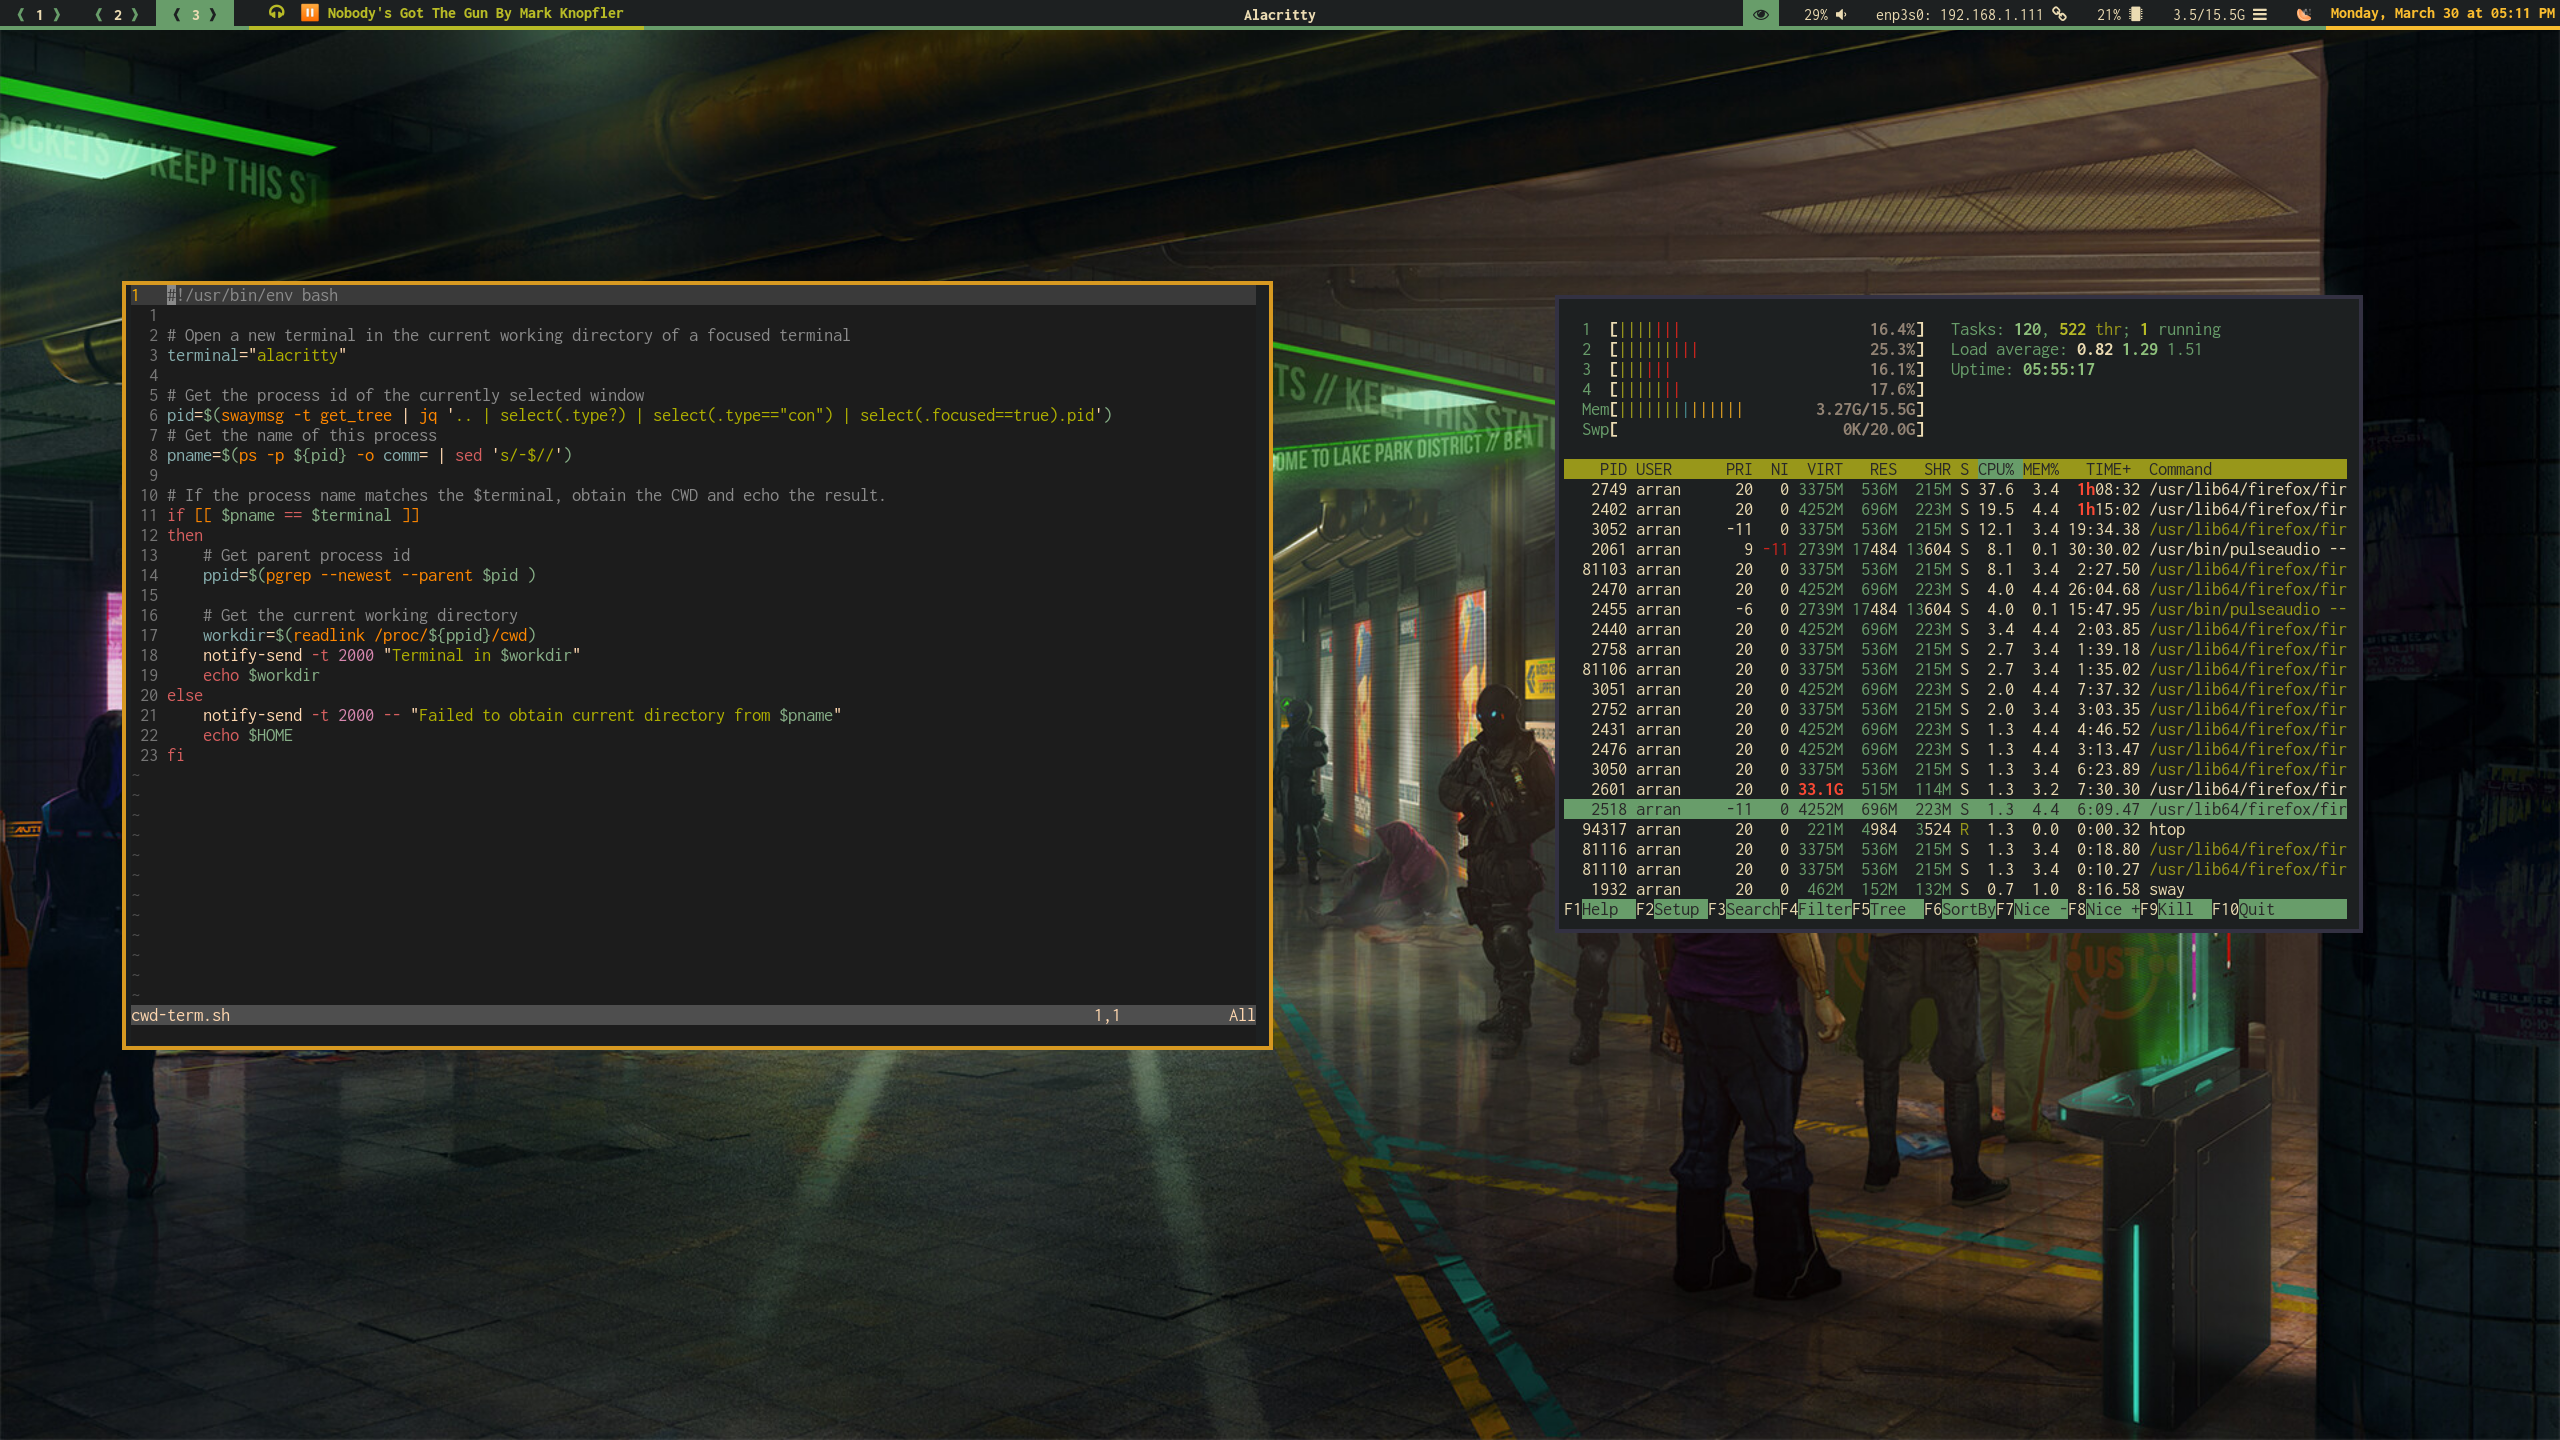 ❰ 1 ❱ ❰ 2 ❱ ❰ 3 ❱ Nobody's Got The Gun By Mark Knopfler Alacritty 29% enp3s0: 192.168.1.111 21% 3.5/15.5G Monday, March 30 at 05:11 PM
POCKETS // KEEP THIS ST
TS // KEEP THIS STATI
OME TO LAKE PARK DISTRICT // BE
1 #!/usr/bin/env bash
1
2 # Open a new terminal in the current working directory of a focused terminal
3 terminal="alacritty"
4
5 # Get the process id of the currently selected window
6 pid=$(swaymsg -t get_tree | jq '.. | select(.type?) | select(.type=="con") | select(.focused==true).pid')
7 # Get the name of this process
8 pname=$(ps -p ${pid} -o comm= | sed 's/-$//')
9
10 # If the process name matches the $terminal, obtain the CWD and echo the result.
11 if [[ $pname == $terminal ]]
12 then
13     # Get parent process id
14     ppid=$(pgrep --newest --parent $pid )
15
16     # Get the current working directory
17     workdir=$(readlink /proc/${ppid}/cwd)
18     notify-send -t 2000 "Terminal in $workdir"
19     echo $workdir
20 else
21     notify-send -t 2000 -- "Failed to obtain current directory from $pname"
22     echo $HOME
23 fi
~
~
~
~
~
~
~
~
~
~
~
~
cwd-term.sh 1,1 All
1 [||||||| 16.4%] Tasks: 120, 522 thr; 1 running
2 [||||||||| 25.3%] Load average: 0.82 1.29 1.51
3 [|||||| 16.1%] Uptime: 05:55:17
4 [||||||| 17.6%]
Mem[|||||||||||||| 3.27G/15.5G]
Swp[ 0K/20.0G]
PID USER PRI NI VIRT RES SHR S CPU% MEM% TIME+ Command
2749 arran 20 0 3375M 536M 215M S 37.6 3.4 1h08:32 /usr/lib64/firefox/fir
2402 arran 20 0 4252M 696M 223M S 19.5 4.4 1h15:02 /usr/lib64/firefox/fir
3052 arran -11 0 3375M 536M 215M S 12.1 3.4 19:34.38 /usr/lib64/firefox/fir
2061 arran 9 -11 2739M 17484 13604 S 8.1 0.1 30:30.02 /usr/bin/pulseaudio --
81103 arran 20 0 3375M 536M 215M S 8.1 3.4 2:27.50 /usr/lib64/firefox/fir
2470 arran 20 0 4252M 696M 223M S 4.0 4.4 26:04.68 /usr/lib64/firefox/fir
2455 arran -6 0 2739M 17484 13604 S 4.0 0.1 15:47.95 /usr/bin/pulseaudio --
2440 arran 20 0 4252M 696M 223M S 3.4 4.4 2:03.85 /usr/lib64/firefox/fir
2758 arran 20 0 3375M 536M 215M S 2.7 3.4 1:39.18 /usr/lib64/firefox/fir
81106 arran 20 0 3375M 536M 215M S 2.7 3.4 1:35.02 /usr/lib64/firefox/fir
3051 arran 20 0 4252M 696M 223M S 2.0 4.4 7:37.32 /usr/lib64/firefox/fir
2752 arran 20 0 3375M 536M 215M S 2.0 3.4 3:03.35 /usr/lib64/firefox/fir
2431 arran 20 0 4252M 696M 223M S 1.3 4.4 4:46.52 /usr/lib64/firefox/fir
2476 arran 20 0 4252M 696M 223M S 1.3 4.4 3:13.47 /usr/lib64/firefox/fir
3050 arran 20 0 3375M 536M 215M S 1.3 3.4 6:23.89 /usr/lib64/firefox/fir
2601 arran 20 0 33.1G 515M 114M S 1.3 3.2 7:30.30 /usr/lib64/firefox/fir
2518 arran -11 0 4252M 696M 223M S 1.3 4.4 6:09.47 /usr/lib64/firefox/fir
94317 arran 20 0 221M 4984 3524 R 1.3 0.0 0:00.32 htop
81116 arran 20 0 3375M 536M 215M S 1.3 3.4 0:18.80 /usr/lib64/firefox/fir
81110 arran 20 0 3375M 536M 215M S 1.3 3.4 0:10.27 /usr/lib64/firefox/fir
1932 arran 20 0 462M 152M 132M S 0.7 1.0 8:16.58 sway
F1Help F2Setup F3SearchF4FilterF5Tree F6SortByF7Nice -F8Nice +F9Kill F10Quit
UST